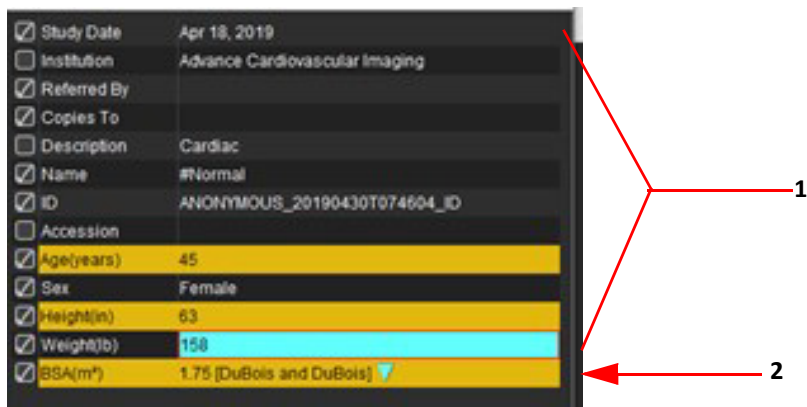 Study Date Apr 18, 2019
Institution Advance Cardiovascular Imaging
Referred By
Copies To
Description Cardiac
Name #Normal
ID ANONYMOUS_20190430T074604_ID
Accession
Age(years) 45
Sex Female
Height(in) 63
Weight(lb) 158
BSA(m²) 1.75 [DuBois and DuBois]
1
2